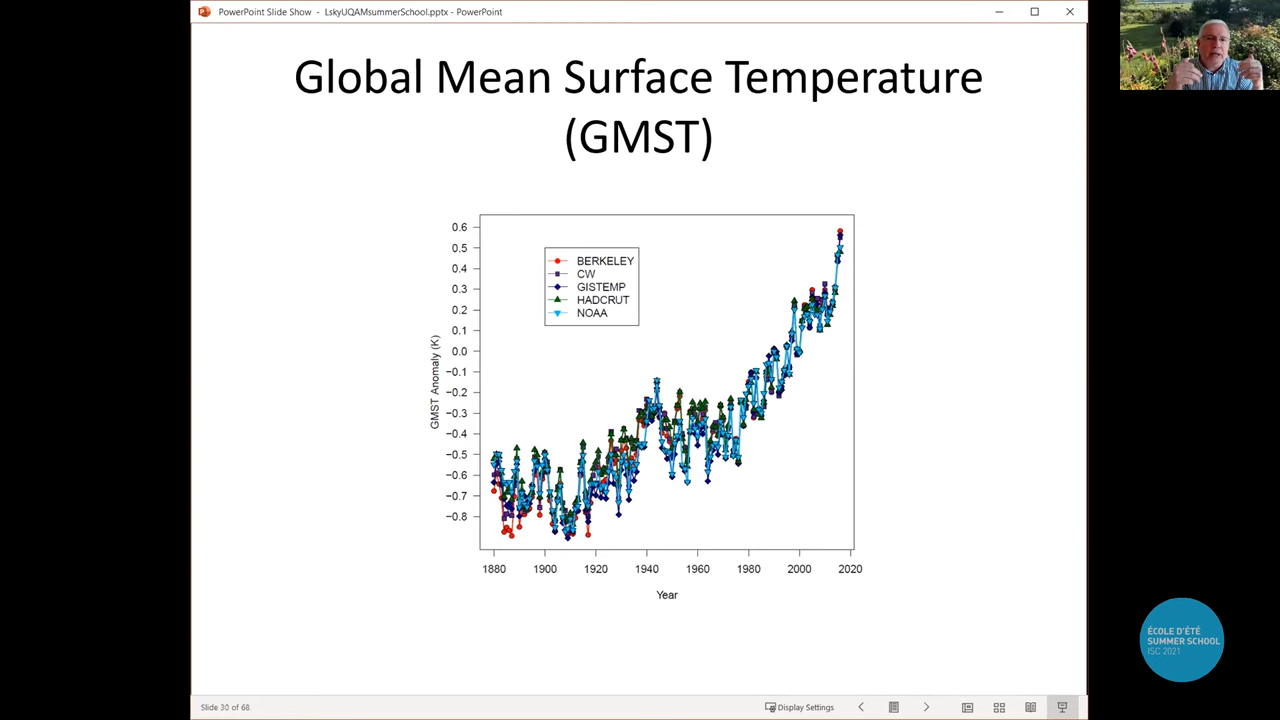 PowerPoint Slide Show - LskyUQAMsummerSchool.pptx - PowerPoint
Global Mean Surface Temperature
(GMST)
0.6
0.5
0.4
0.3
0.2
0.1
0.0
−0.1
−0.2
−0.3
−0.4
−0.5
−0.6
−0.7
−0.8
GMST Anomaly (K)
BERKELEY
CW
GISTEMP
HADCRUT
NOAA
1880 1900 1920 1940 1960 1980 2000 2020
Year
ÉCOLE D'ÉTÉ
SUMMER SCHOOL
ISC 2021
Slide 30 of 68
Display Settings